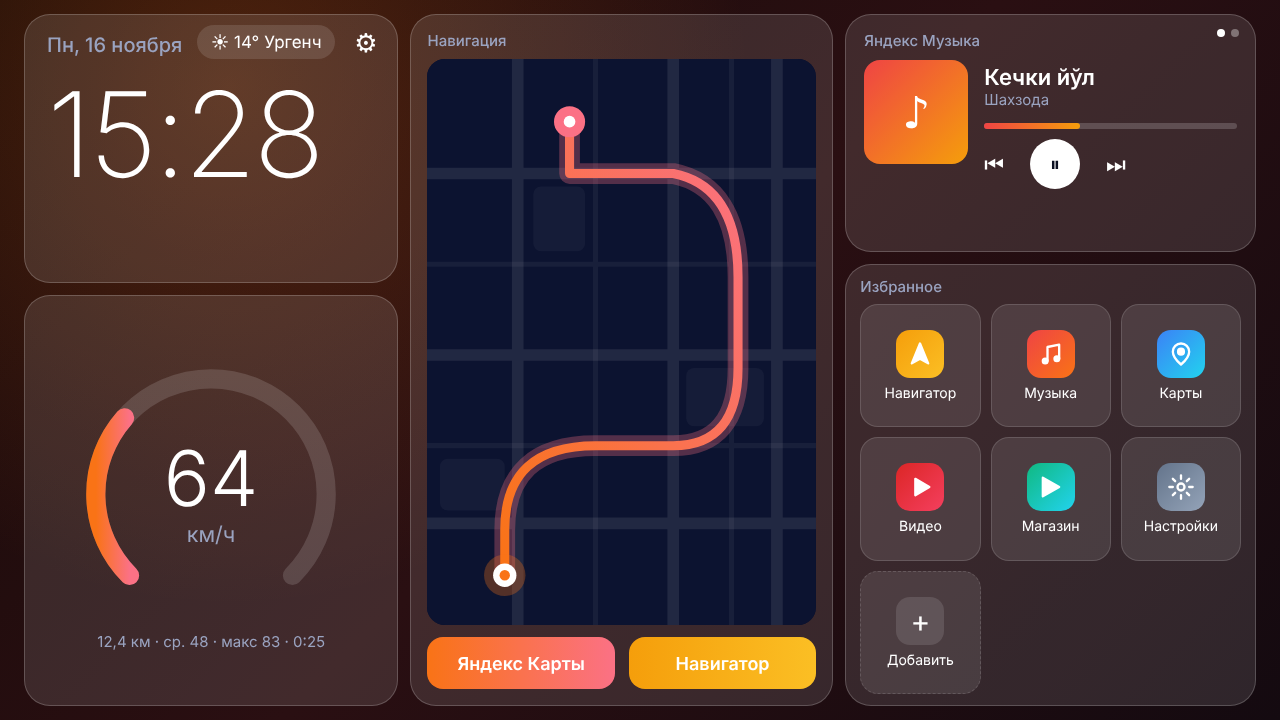 Пн, 16 ноября
☀ 14° Ургенч
15:28
64
км/ч
12,4 км · ср. 48 · макс 83 · 0:25
Навигация
Яндекс Карты
Навигатор
Яндекс Музыка
Кечки йўл
Шахзода
Избранное
Навигатор
Музыка
Карты
Видео
Магазин
Настройки
+
Добавить